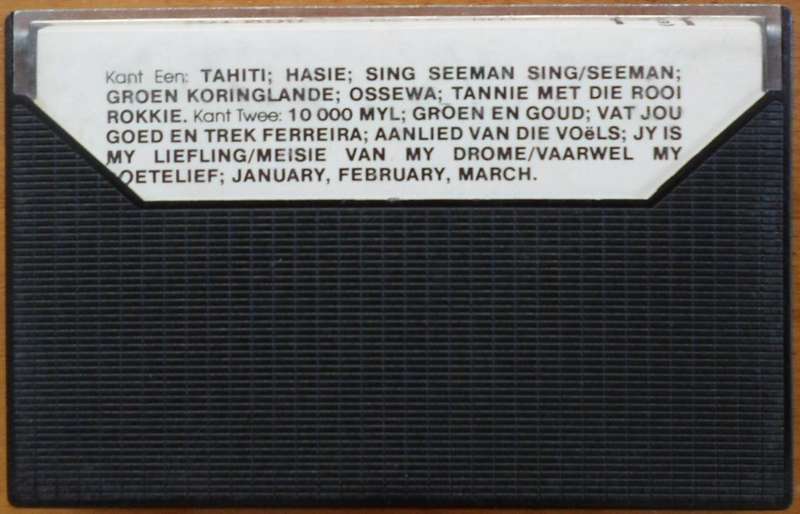 Kant Een: TAHITI; HASIE; SING SEEMAN SING/SEEMAN;
GROEN KORINGLANDE; OSSEWA; TANNIE MET DIE ROOI
ROKKIE. Kant Twee: 10 000 MYL; GROEN EN GOUD; VAT JOU
GOED EN TREK FERREIRA; AANLIED VAN DIE VOëLS; JY IS
MY LIEFLING/MEISIE VAN MY DROME/VAARWEL MY
OETELIEF; JANUARY, FEBRUARY, MARCH.